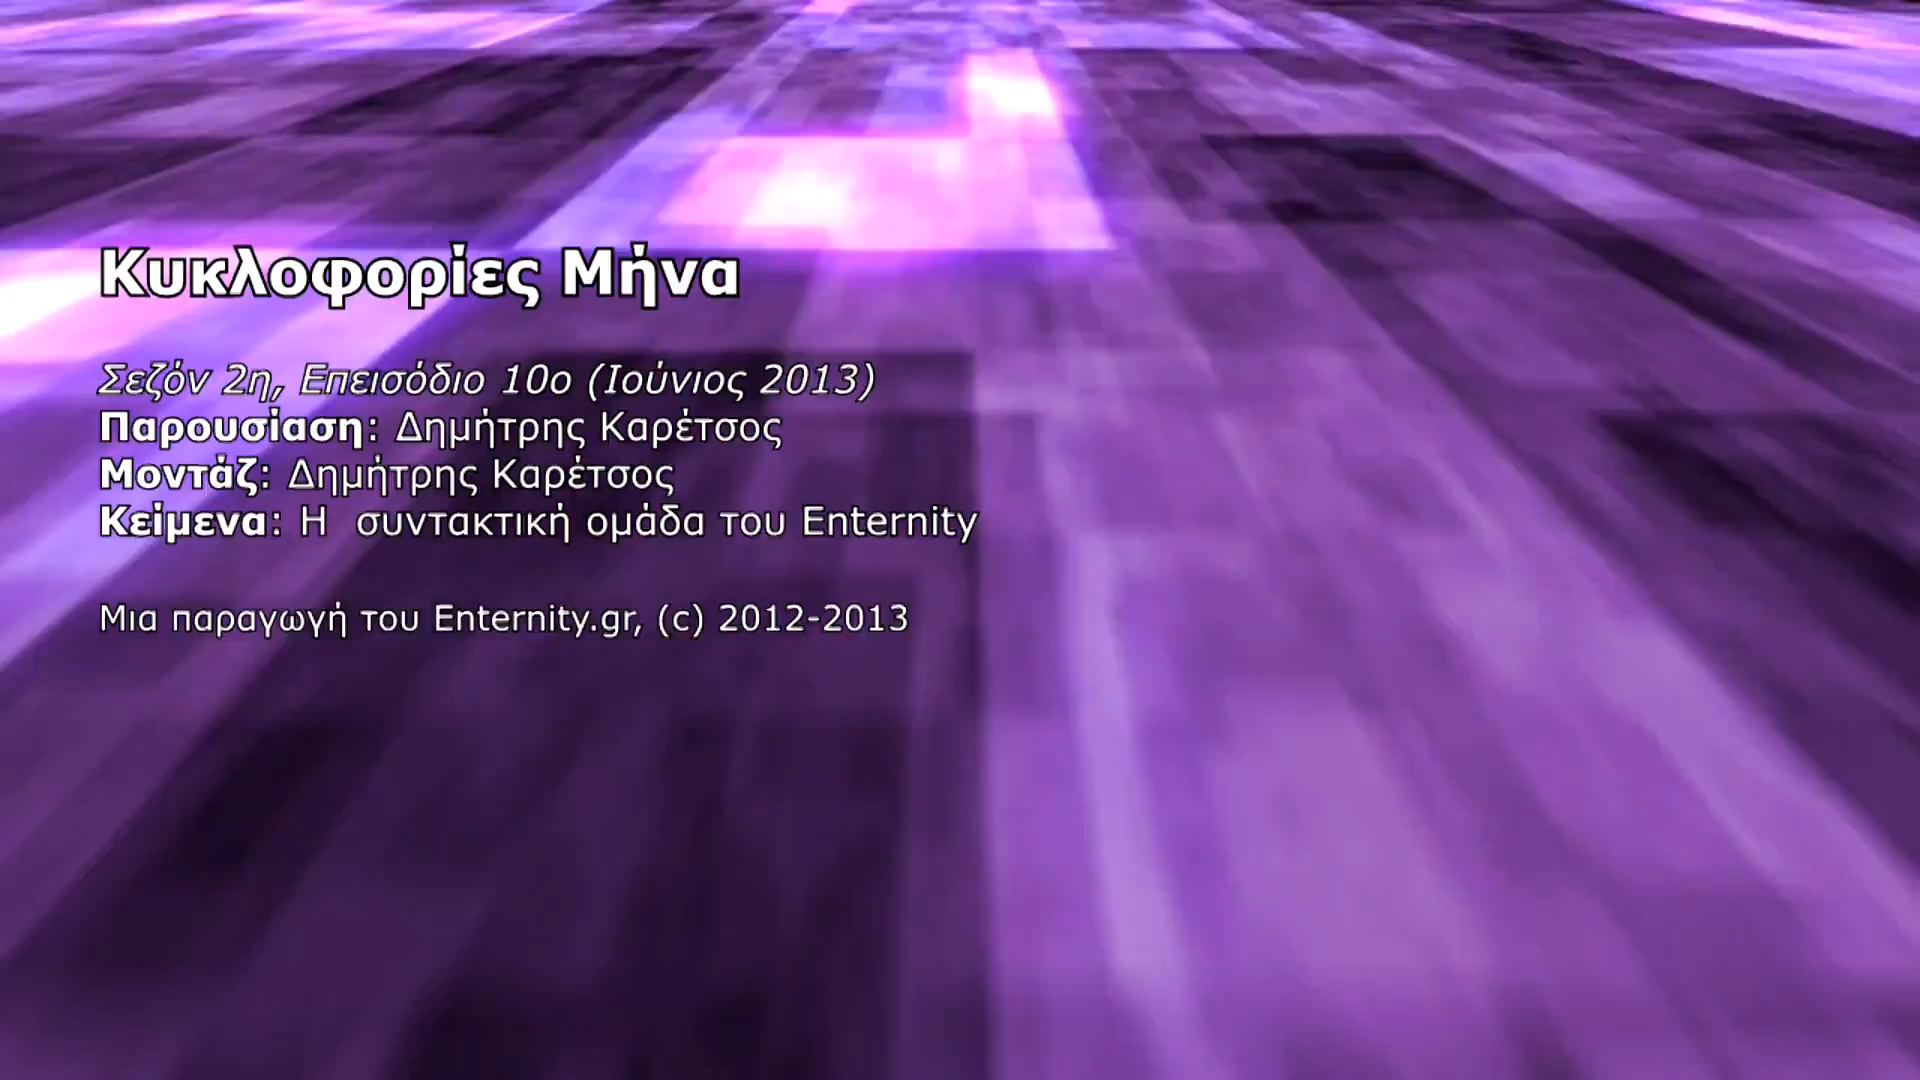 Κυκλοφορίες Μήνα
Σεζόν 2η, Επεισόδιο 10ο (Ιούνιος 2013)
Παρουσίαση: Δημήτρης Καρέτσος
Μοντάζ: Δημήτρης Καρέτσος
Κείμενα: Η  συντακτική ομάδα του Enternity
Μια παραγωγή του Enternity.gr, (c) 2012-2013